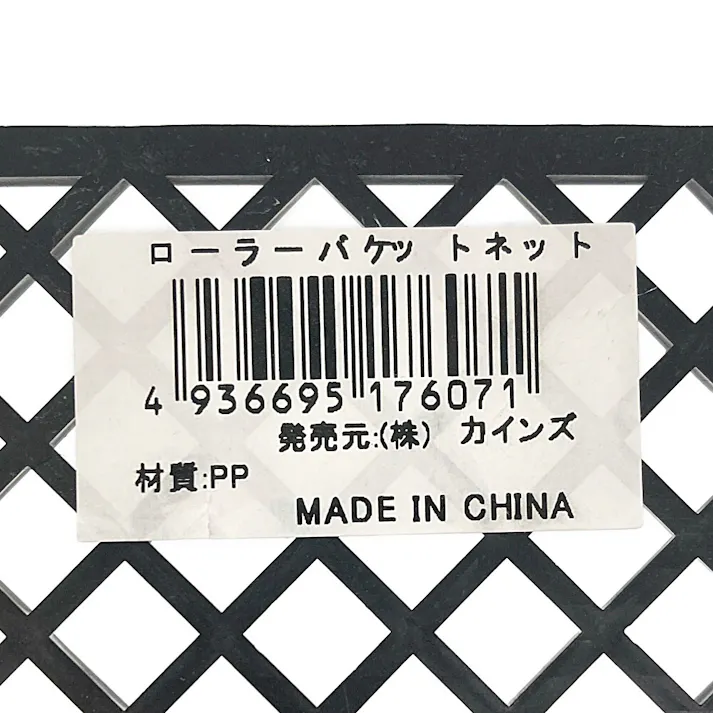 ローラーバケット ネット
4 936695 176071
発売元:(株) カインズ
材質:PP
MADE IN CHINA